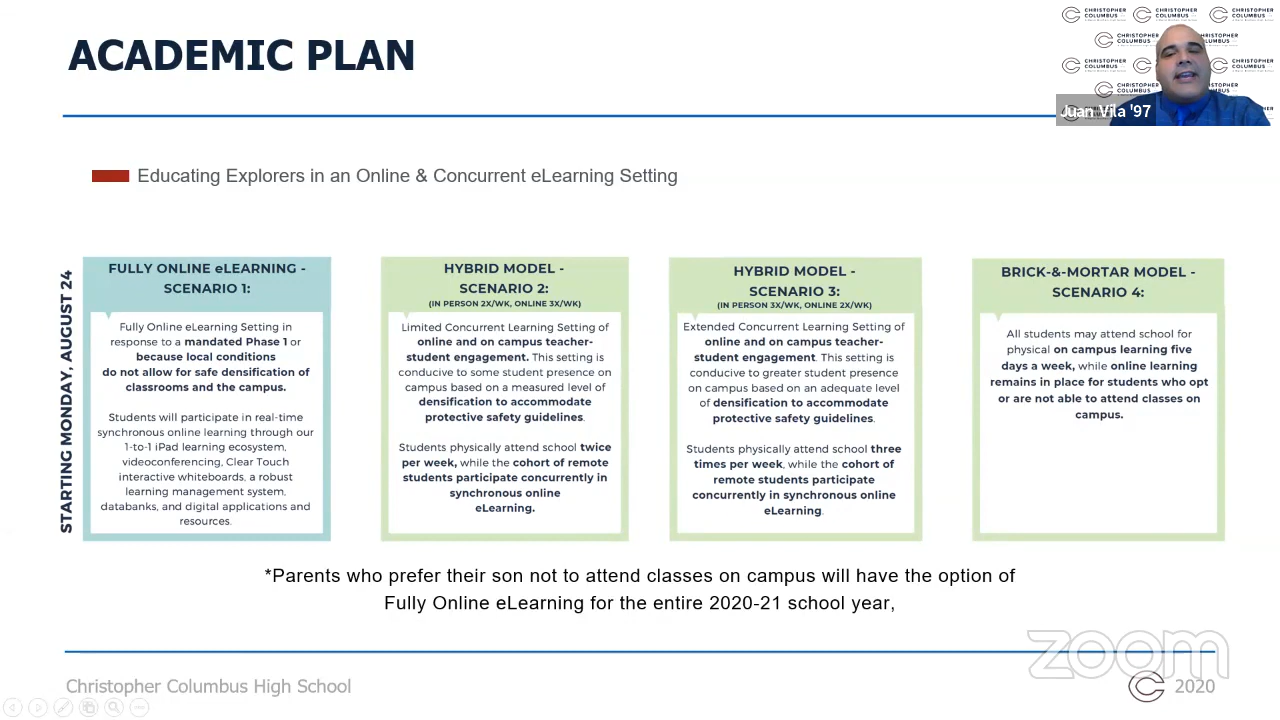 ACADEMIC PLAN
CHRISTOPHER
COLUMBUS
CHRISTOPHER
COLUMBUS
CHRISTOPHER
COLUMBUS
CHRISTOPHER
COLUMBUS
CHRISTOPHER
COLUMBUS
CHRISTOPHER
COLUMBUS
Juan Vila '97
Educating Explorers in an Online & Concurrent eLearning Setting
STARTING MONDAY, AUGUST 24
FULLY ONLINE eLEARNING -
SCENARIO 1:
Fully Online eLearning Setting in
response to a mandated Phase 1 or
because local conditions
do not allow for safe densification of
classrooms and the campus.
Students will participate in real-time
synchronous online learning through our
1-to-1 iPad learning ecosystem,
videoconferencing, Clear Touch
interactive whiteboards, a robust
learning management system,
databanks, and digital applications and
resources.
HYBRID MODEL -
SCENARIO 2:
(IN PERSON 2X/WK, ONLINE 3X/WK)
Limited Concurrent Learning Setting of
online and on campus teacher-
student engagement. This setting is
conducive to some student presence on
campus based on a measured level of
densification to accommodate
protective safety guidelines.
Students physically attend school twice
per week, while the cohort of remote
students participate concurrently in
synchronous online
eLearning.
HYBRID MODEL -
SCENARIO 3:
(IN PERSON 3X/WK, ONLINE 2X/WK)
Extended Concurrent Learning Setting of
online and on campus teacher-
student engagement. This setting is
conducive to greater student presence
on campus based on an adequate level
of densification to accommodate
protective safety guidelines.
Students physically attend school three
times per week, while the cohort of
remote students participate
concurrently in synchronous online
eLearning.
BRICK-&-MORTAR MODEL -
SCENARIO 4:
All students may attend school for
physical on campus learning five
days a week, while online learning
remains in place for students who opt
or are not able to attend classes on
campus.
*Parents who prefer their son not to attend classes on campus will have the option of
Fully Online eLearning for the entire 2020-21 school year,
zoom
Christopher Columbus High School
2020